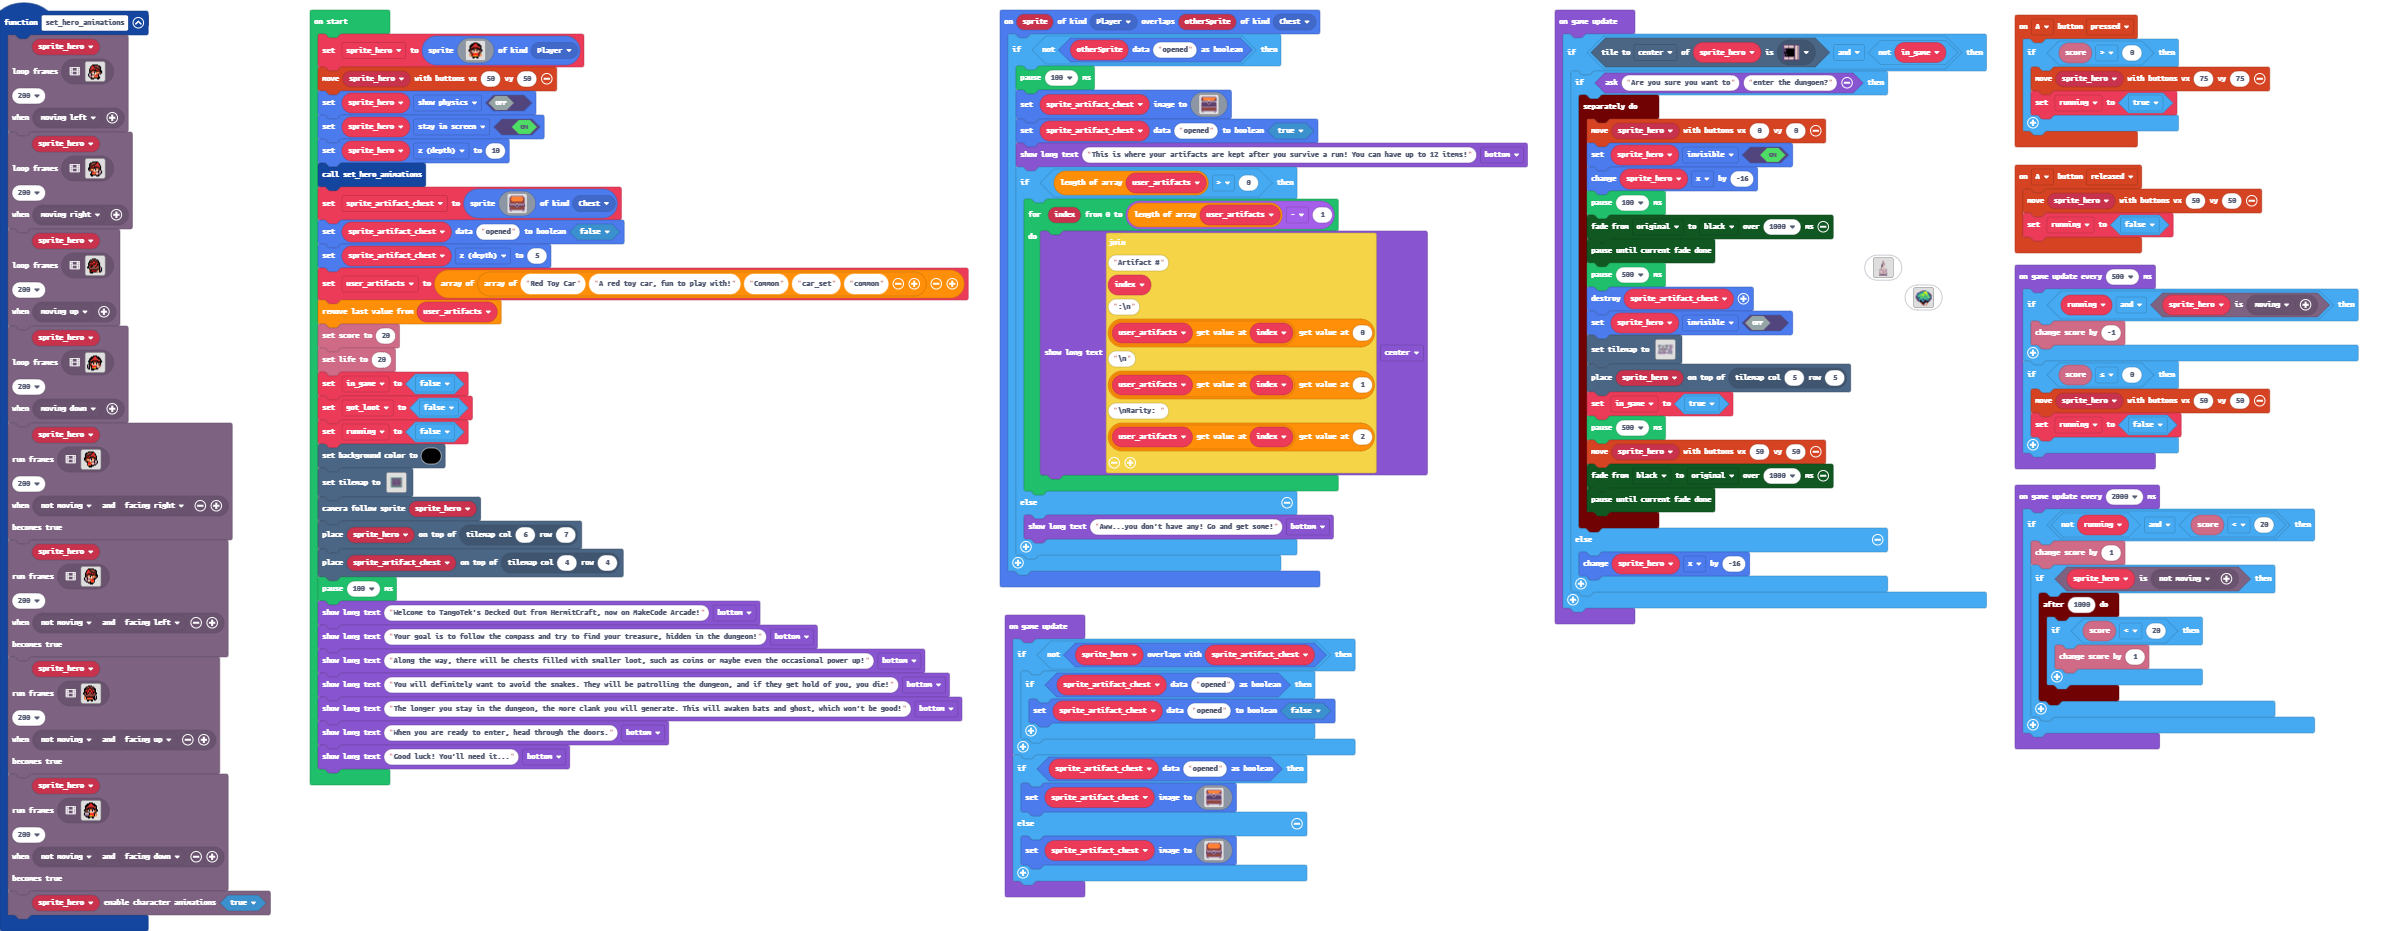 function set_hero_animations
sprite_hero
loop frames
200
when moving left
sprite_hero
loop frames
200
when moving right
sprite_hero
loop frames
200
when moving up
sprite_hero
loop frames
200
when moving down
sprite_hero
run frames
200
when not moving and facing right
becomes true
sprite_hero
run frames
200
when not moving and facing left
becomes true
sprite_hero
run frames
200
when not moving and facing up
becomes true
sprite_hero
run frames
200
when not moving and facing down
becomes true
sprite_hero enable character animations true
on start
set sprite_hero to sprite of kind Player
move sprite_hero with buttons vx 50 vy 50
set sprite_hero show physics OFF
set sprite_hero stay in screen ON
set sprite_hero z (depth) to 10
call set_hero_animations
set sprite_artifact_chest to sprite of kind Chest
set sprite_artifact_chest data "opened" to boolean false
set sprite_artifact_chest z (depth) to 5
set user_artifacts to array of array of "Red Toy Car" "A red toy car, fun to play with!" "Common" "car_set" "common"
remove last value from user_artifacts
set score to 20
set life to 20
set in_game to false
set got_loot to false
set running to false
set background color to
set tilemap to
camera follow sprite sprite_hero
place sprite_hero on top of tilemap col 6 row 7
place sprite_artifact_chest on top of tilemap col 4 row 4
pause 100 ms
show long text "Welcome to TangoTek's Decked Out from HermitCraft, now on MakeCode Arcade!" bottom
show long text "Your goal is to follow the compass and try to find your treasure, hidden in the dungeon!" bottom
show long text "Along the way, there will be chests filled with smaller loot, such as coins or maybe even the occasional power up!" bottom
show long text "You will definitely want to avoid the snakes. They will be patrolling the dungeon, and if they get hold of you, you die!" bottom
show long text "The longer you stay in the dungeon, the more clank you will generate. This will awaken bats and ghost, which won't be good!" bottom
show long text "When you are ready to enter, head through the doors." bottom
show long text "Good luck! You'll need it..." bottom
on sprite of kind Player overlaps otherSprite of kind Chest
if not otherSprite data "opened" as boolean then
pause 100 ms
set sprite_artifact_chest image to
set sprite_artifact_chest data "opened" to boolean true
show long text "This is where your artifacts are kept after you survive a run! You can have up to 12 items!" bottom
if length of array user_artifacts > 0 then
for index from 0 to length of array user_artifacts - 1
do
show long text join center
"Artifact #"
index
":\n"
user_artifacts get value at index get value at 0
"\n"
user_artifacts get value at index get value at 1
"\nRarity: "
user_artifacts get value at index get value at 2
else
show long text "Aww...you don't have any! Go and get some!" bottom
on game update
if not sprite_hero overlaps with sprite_artifact_chest then
if sprite_artifact_chest data "opened" as boolean then
set sprite_artifact_chest data "opened" to boolean false
if sprite_artifact_chest data "opened" as boolean then
set sprite_artifact_chest image to
else
set sprite_artifact_chest image to
on game update
if tile to center of sprite_hero is and not in_game then
if ask "Are you sure you want to" "enter the dungoen?" then
separately do
move sprite_hero with buttons vx 0 vy 0
set sprite_hero invisible ON
change sprite_hero x by -16
pause 100 ms
fade from original to black over 1000 ms
pause until current fade done
pause 500 ms
destroy sprite_artifact_chest
set sprite_hero invisible OFF
set tilemap to
place sprite_hero on top of tilemap col 5 row 5
set in_game to true
pause 500 ms
move sprite_hero with buttons vx 50 vy 50
fade from black to original over 1000 ms
pause until current fade done
else
change sprite_hero x by -16
on A button pressed
if score > 0 then
move sprite_hero with buttons vx 75 vy 75
set running to true
on A button released
move sprite_hero with buttons vx 50 vy 50
set running to false
on game update every 500 ms
if running and sprite_hero is moving then
change score by -1
if score ≤ 0 then
move sprite_hero with buttons vx 50 vy 50
set running to false
on game update every 2000 ms
if not running and score < 20 then
change score by 1
if sprite_hero is not moving then
after 1000 do
if score < 20 then
change score by 1